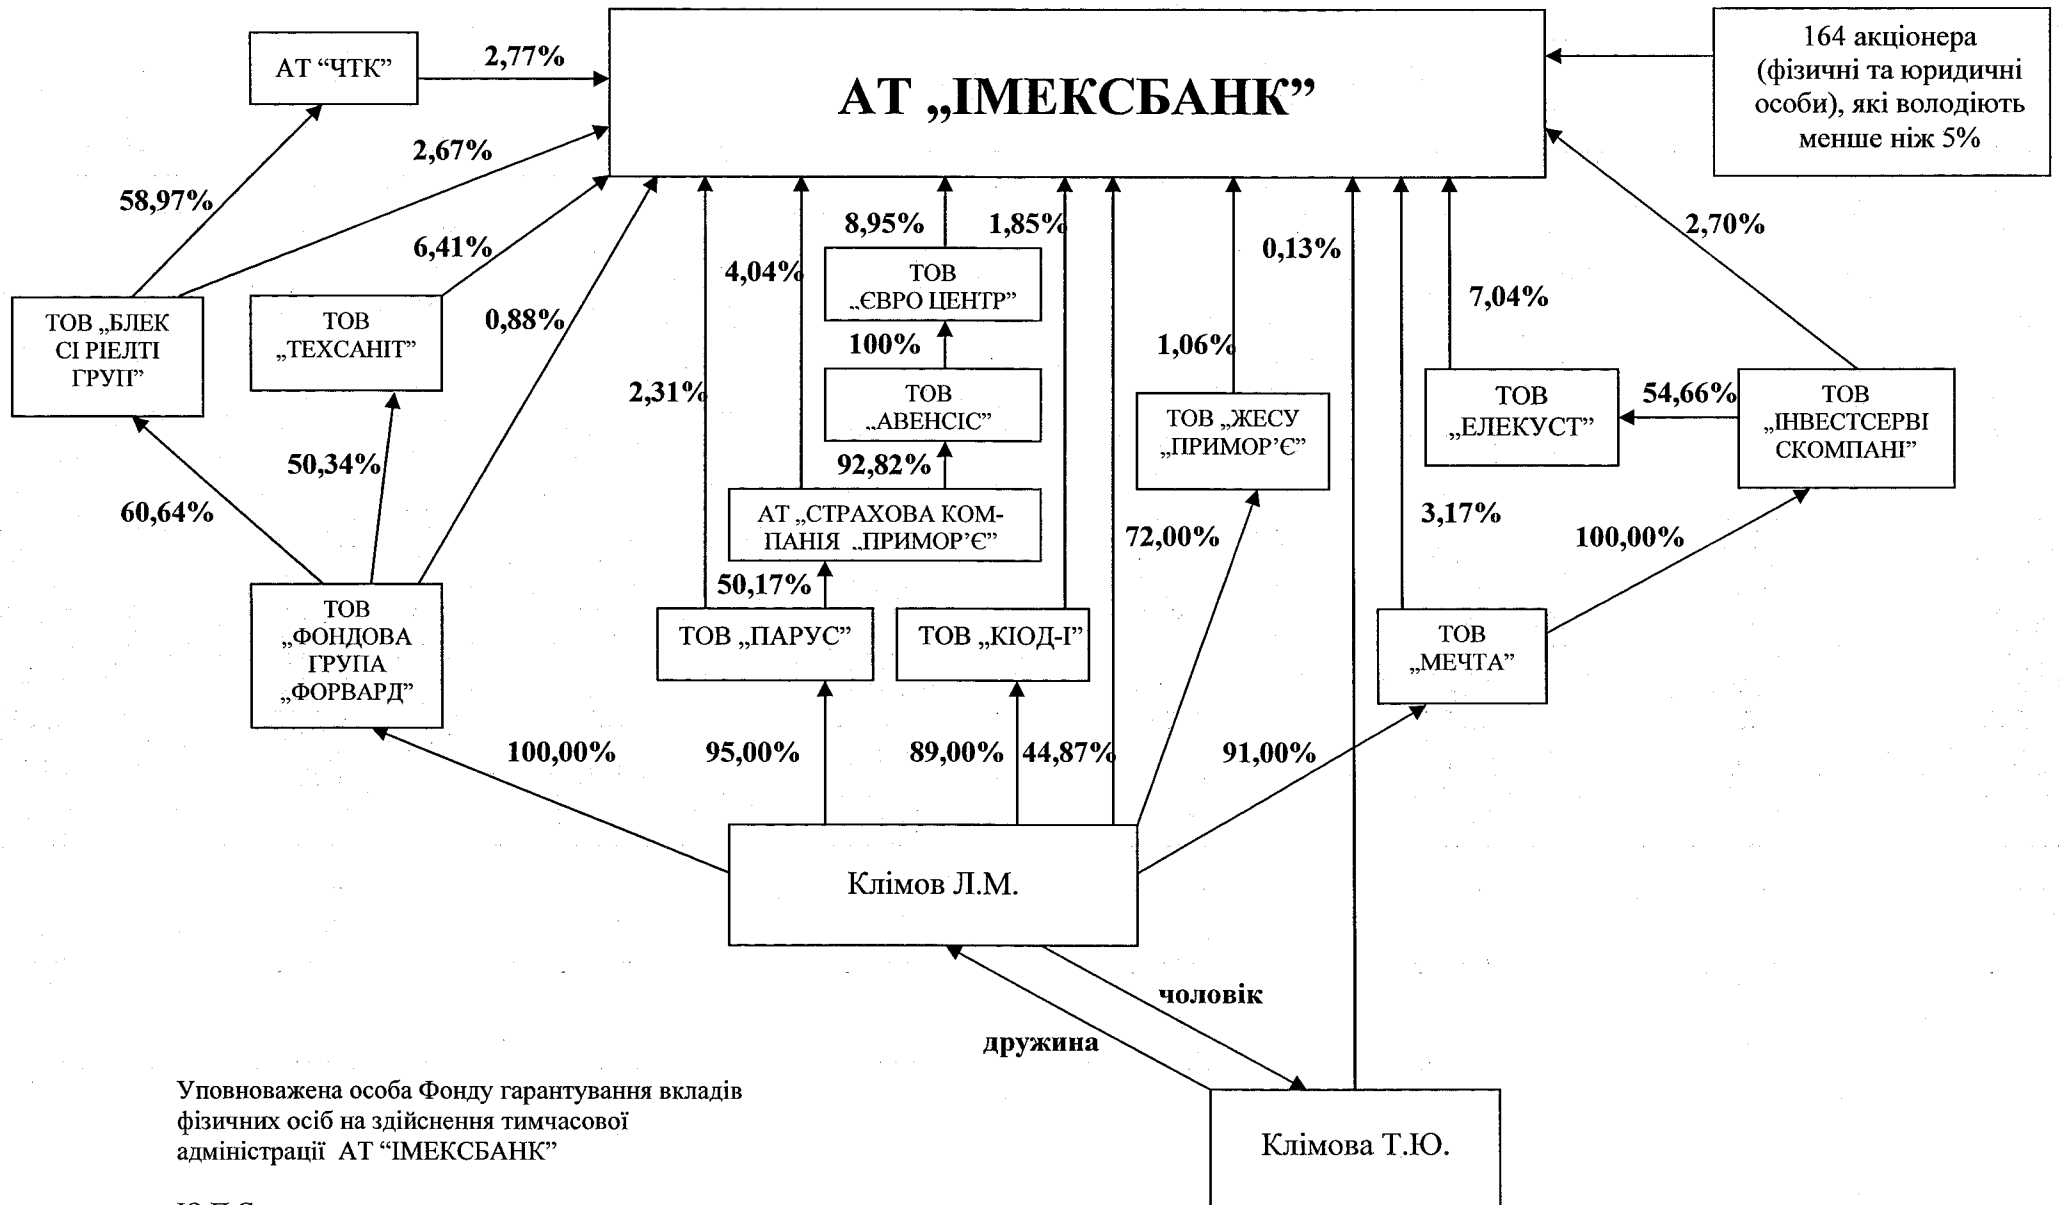 АТ “ЧТК”
2,77%
АТ „ІМЕКСБАНК”
164 акціонера
(фізичні та юридичні
особи), які володіють
менше ніж 5%
2,67%
58,97%
6,41%
8,95%
1,85%
0,13%
2,70%
4,04%
ТОВ
„ЄВРО ЦЕНТР”
7,04%
ТОВ „БЛЕК
СІ РІЕЛТІ
ГРУП”
ТОВ
„ТЕХСАНІТ”
0,88%
100%
1,06%
2,31%
ТОВ
„АВЕНСІС”
ТОВ „ЖЕСУ
„ПРИМОР’Є”
ТОВ
„ЕЛЕКУСТ”
54,66%
ТОВ
„ІНВЕСТСЕРВІ
СКОМПАНІ”
50,34%
92,82%
60,64%
АТ „СТРАХОВА КОМ-
ПАНІЯ „ПРИМОР’Є”
72,00%
3,17%
100,00%
50,17%
ТОВ
„ФОНДОВА
ГРУПА
„ФОРВАРД”
ТОВ „ПАРУС”
ТОВ „КІОД-І”
ТОВ
„МЕЧТА”
100,00%
95,00%
89,00%
44,87%
91,00%
Клімов Л.М.
чоловік
дружина
Уповноважена особа Фонду гарантування вкладів
фізичних осіб на здійснення тимчасової
адміністрації АТ “ІМЕКСБАНК”
Клімова Т.Ю.